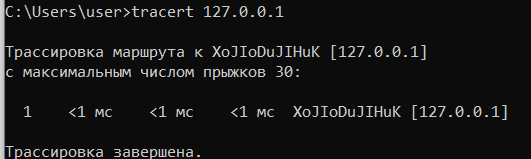 C:\Users\user>tracert 127.0.0.1
Трассировка маршрута к XoJIoDuJIHuK [127.0.0.1]
с максимальным числом прыжков 30:
1 <1 мс <1 мс <1 мс XoJIoDuJIHuK [127.0.0.1]
Трассировка завершена.